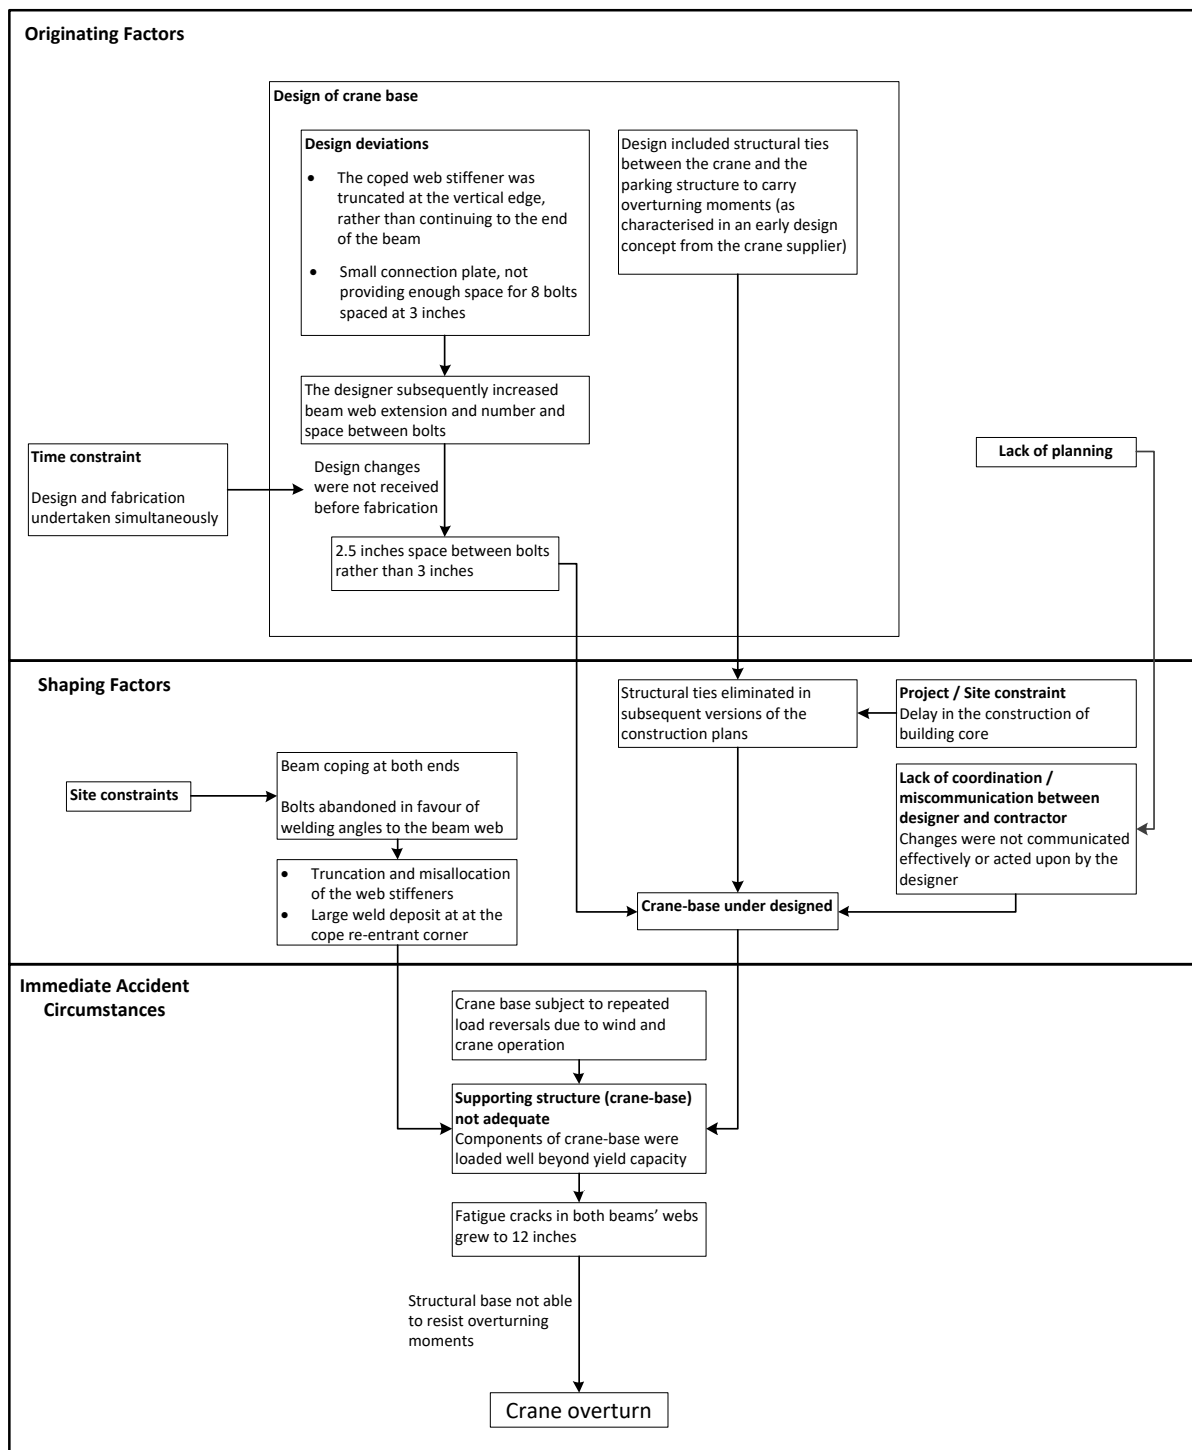 Originating Factors
Design of crane base
Design deviations
• The coped web stiffener was
truncated at the vertical edge,
rather than continuing to the end
of the beam
• Small connection plate, not
providing enough space for 8 bolts
spaced at 3 inches
Design included structural ties
between the crane and the
parking structure to carry
overturning moments (as
characterised in an early design
concept from the crane supplier)
The designer subsequently increased
beam web extension and number and
space between bolts
Time constraint
Design and fabrication
undertaken simultaneously
Design changes
were not received
before fabrication
Lack of planning
2.5 inches space between bolts
rather than 3 inches
Shaping Factors
Structural ties eliminated in
subsequent versions of the
construction plans
Project / Site constraint
Delay in the construction of
building core
Site constraints
Beam coping at both ends
Bolts abandoned in favour of
welding angles to the beam web
Lack of coordination /
miscommunication between
designer and contractor
Changes were not communicated
effectively or acted upon by the
designer
• Truncation and misallocation
of the web stiffeners
• Large weld deposit at at the
cope re-entrant corner
Crane-base under designed
Immediate Accident
Circumstances
Crane base subject to repeated
load reversals due to wind and
crane operation
Supporting structure (crane-base)
not adequate
Components of crane-base were
loaded well beyond yield capacity
Fatigue cracks in both beams’ webs
grew to 12 inches
Structural base not able
to resist overturning
moments
Crane overturn